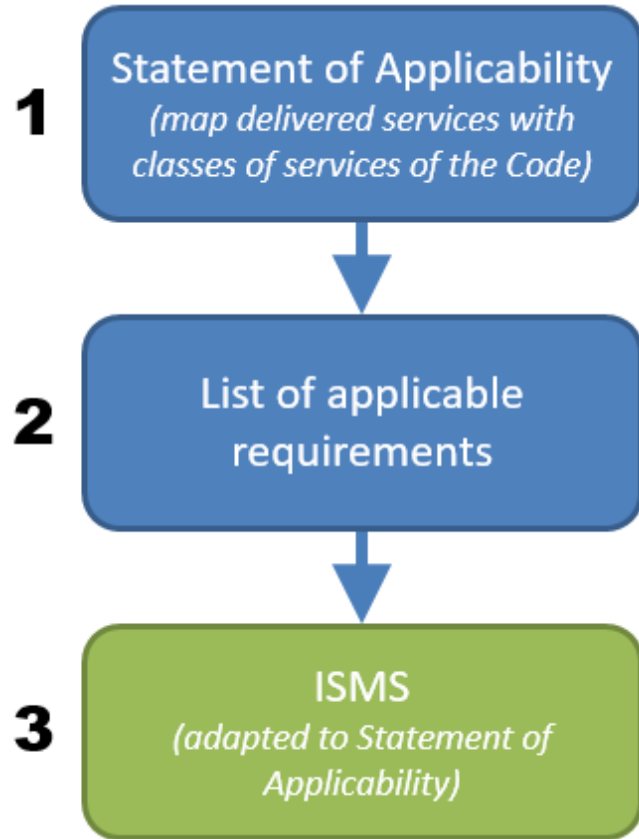 1
Statement of Applicability
(map delivered services with
classes of services of the Code)
2
List of applicable
requirements
3
ISMS
(adapted to Statement of
Applicability)